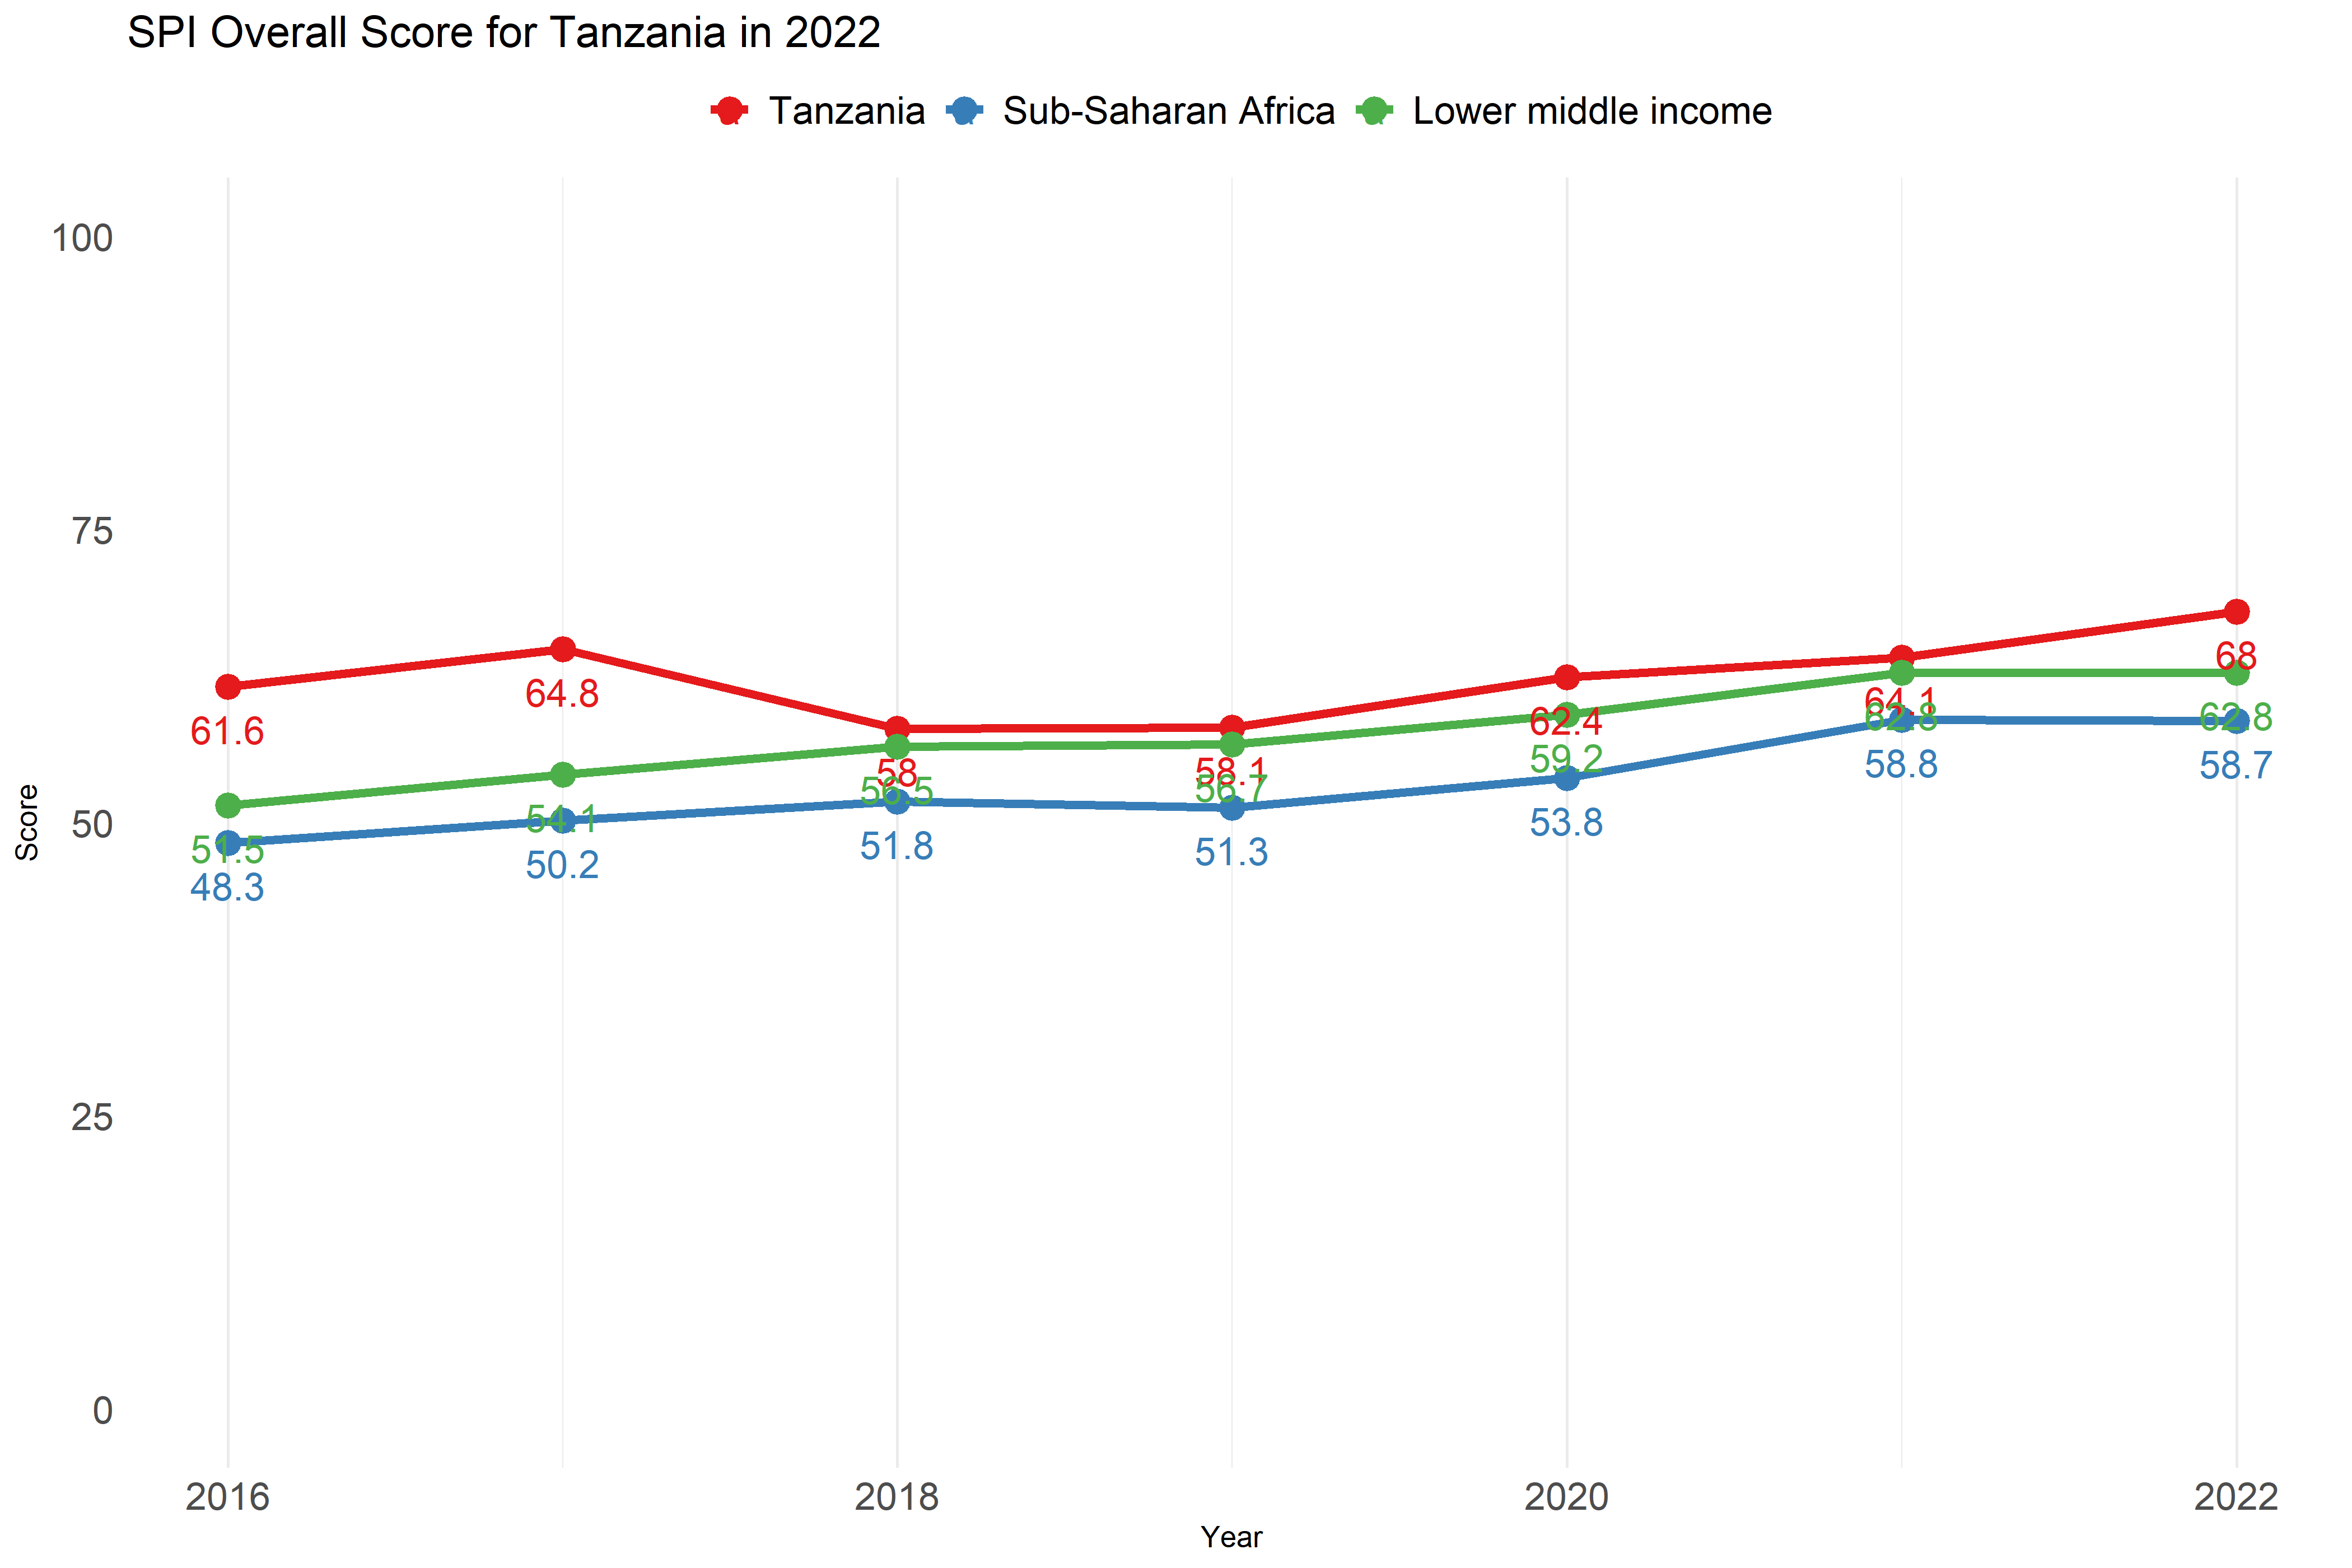 SPI Overall Score for Tanzania in 2022
Tanzania Sub-Saharan Africa Lower middle income
100
75
50
25
0
Score
61.6 64.8 58 58.1 62.4 64.1 68
51.5 54.1 56.5 56.7 59.2 62.8 62.8
48.3 50.2 51.8 51.3 53.8 58.8 58.7
2016 2018 2020 2022
Year